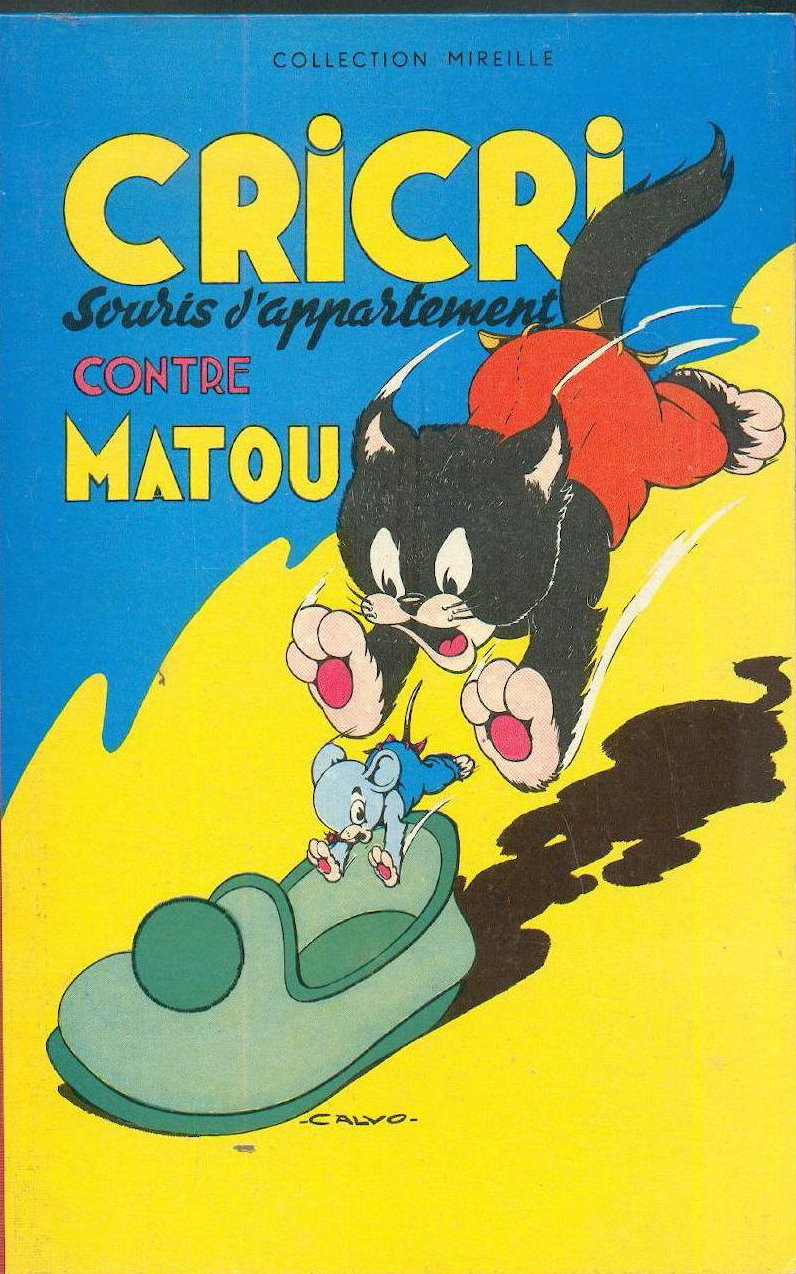 COLLECTION MIREILLE
CRiCRi
Souris d'appartement
CONTRE
MATOU
-CALVO-